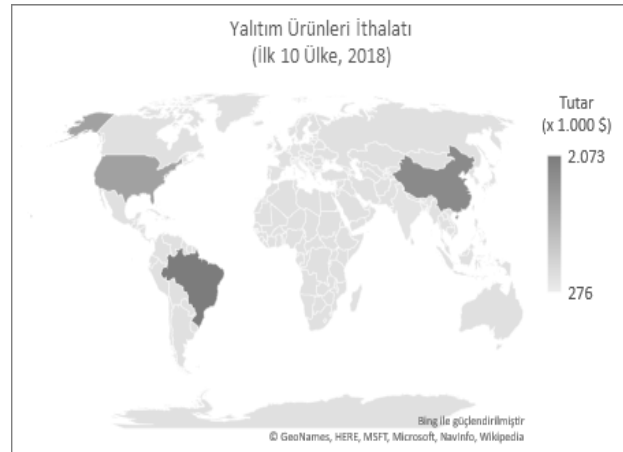 Yalıtım Ürünleri İthalatı
(İlk 10 Ülke, 2018)
Tutar
(x 1.000 $)
2.073
276
Bing ile güçlendirilmiştir
© GeoNames, HERE, MSFT, Microsoft, NavInfo, Wikipedia